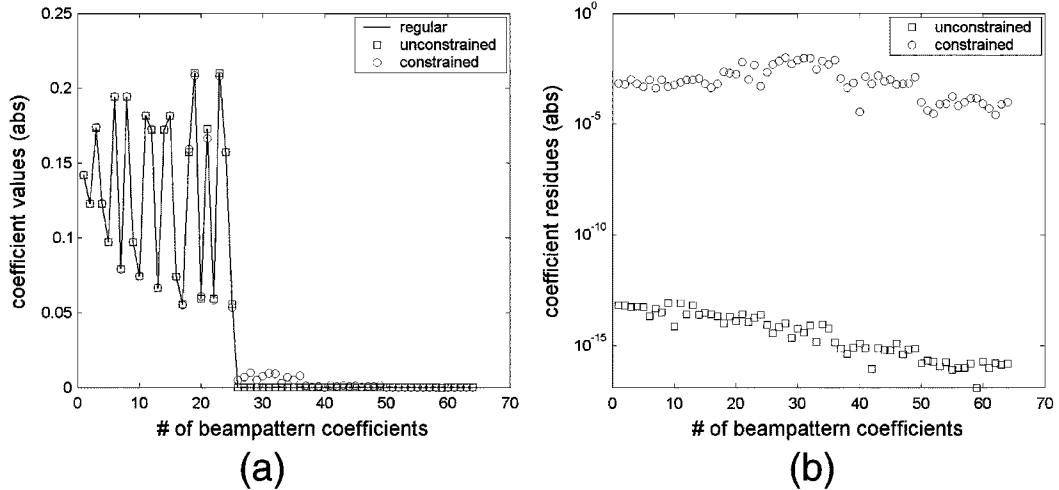 0.25
0.2
0.15
0.1
0.05
0
0 10 20 30 40 50 60 70
coefficient values (abs)
# of beampattern coefficients
regular
unconstrained
constrained
(a)
10^0
10^-5
10^-10
10^-15
0 10 20 30 40 50 60 70
coefficient residues (abs)
# of beampattern coefficients
unconstrained
constrained
(b)